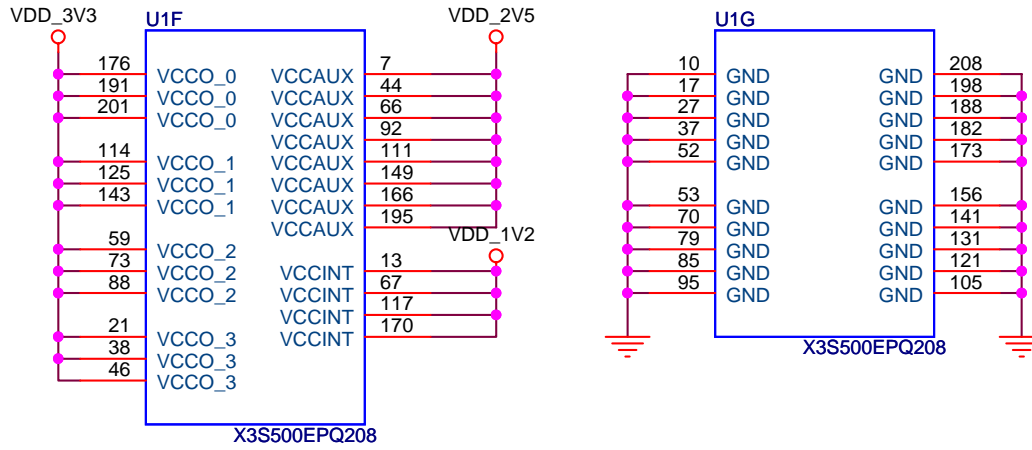 VDD_3V3
U1F
VDD_2V5
U1G
176 VCCO_0 VCCAUX 7
191 VCCO_0 VCCAUX 44
201 VCCO_0 VCCAUX 66
VCCAUX 92
114 VCCO_1 VCCAUX 111
125 VCCO_1 VCCAUX 149
143 VCCO_1 VCCAUX 166
VCCAUX 195
59 VCCO_2
VDD_1V2
73 VCCO_2 VCCINT 13
88 VCCO_2 VCCINT 67
VCCINT 117
21 VCCO_3 VCCINT 170
38 VCCO_3
46 VCCO_3
X3S500EPQ208
10 GND GND 208
17 GND GND 198
27 GND GND 188
37 GND GND 182
52 GND GND 173
53 GND GND 156
70 GND GND 141
79 GND GND 131
85 GND GND 121
95 GND GND 105
X3S500EPQ208